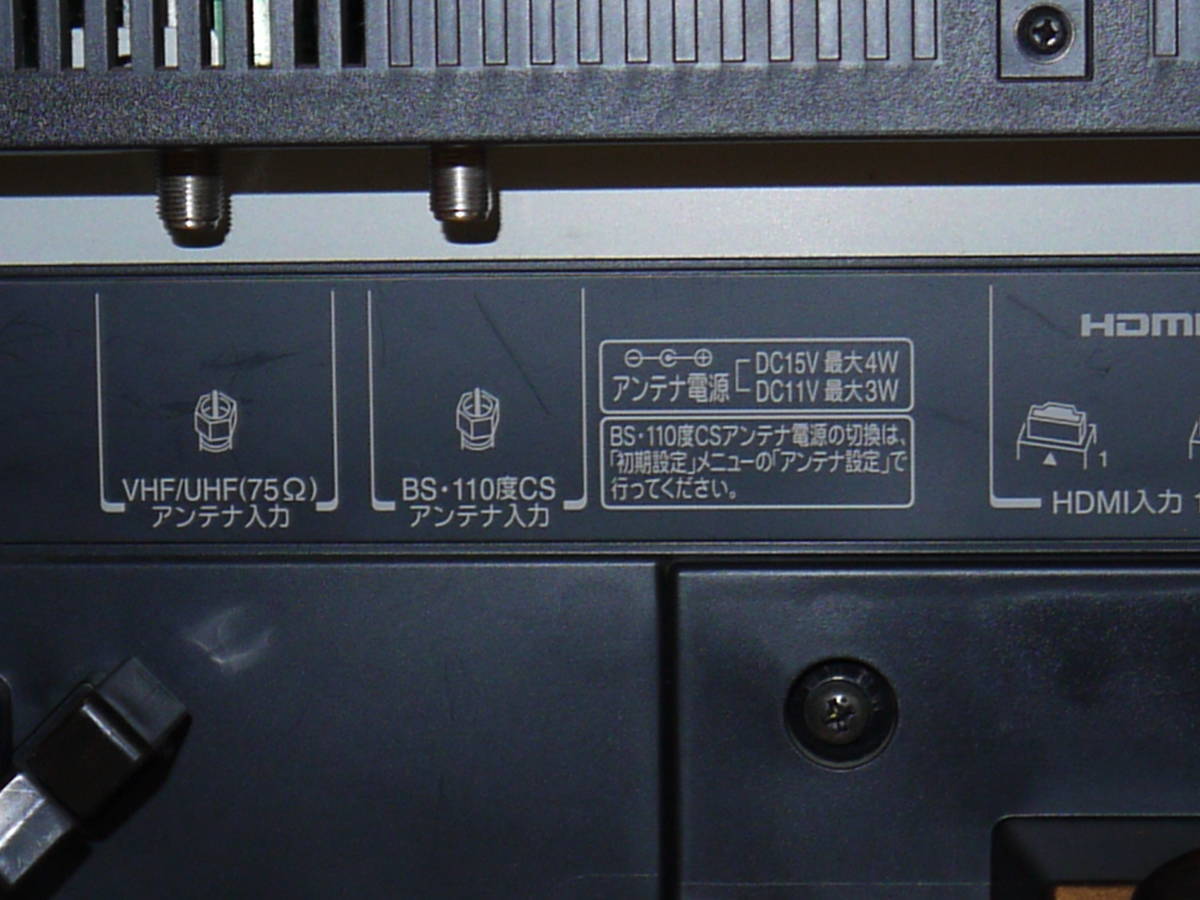 VHF/UHF(75Ω)
アンテナ入力
BS・110度CS
アンテナ入力
アンテナ電源
DC15V 最大4W
DC11V 最大3W
BS・110度CSアンテナ電源の切換は、
「初期設定」メニューの「アンテナ設定」で
行ってください。
HDMI
1
HDMI入力